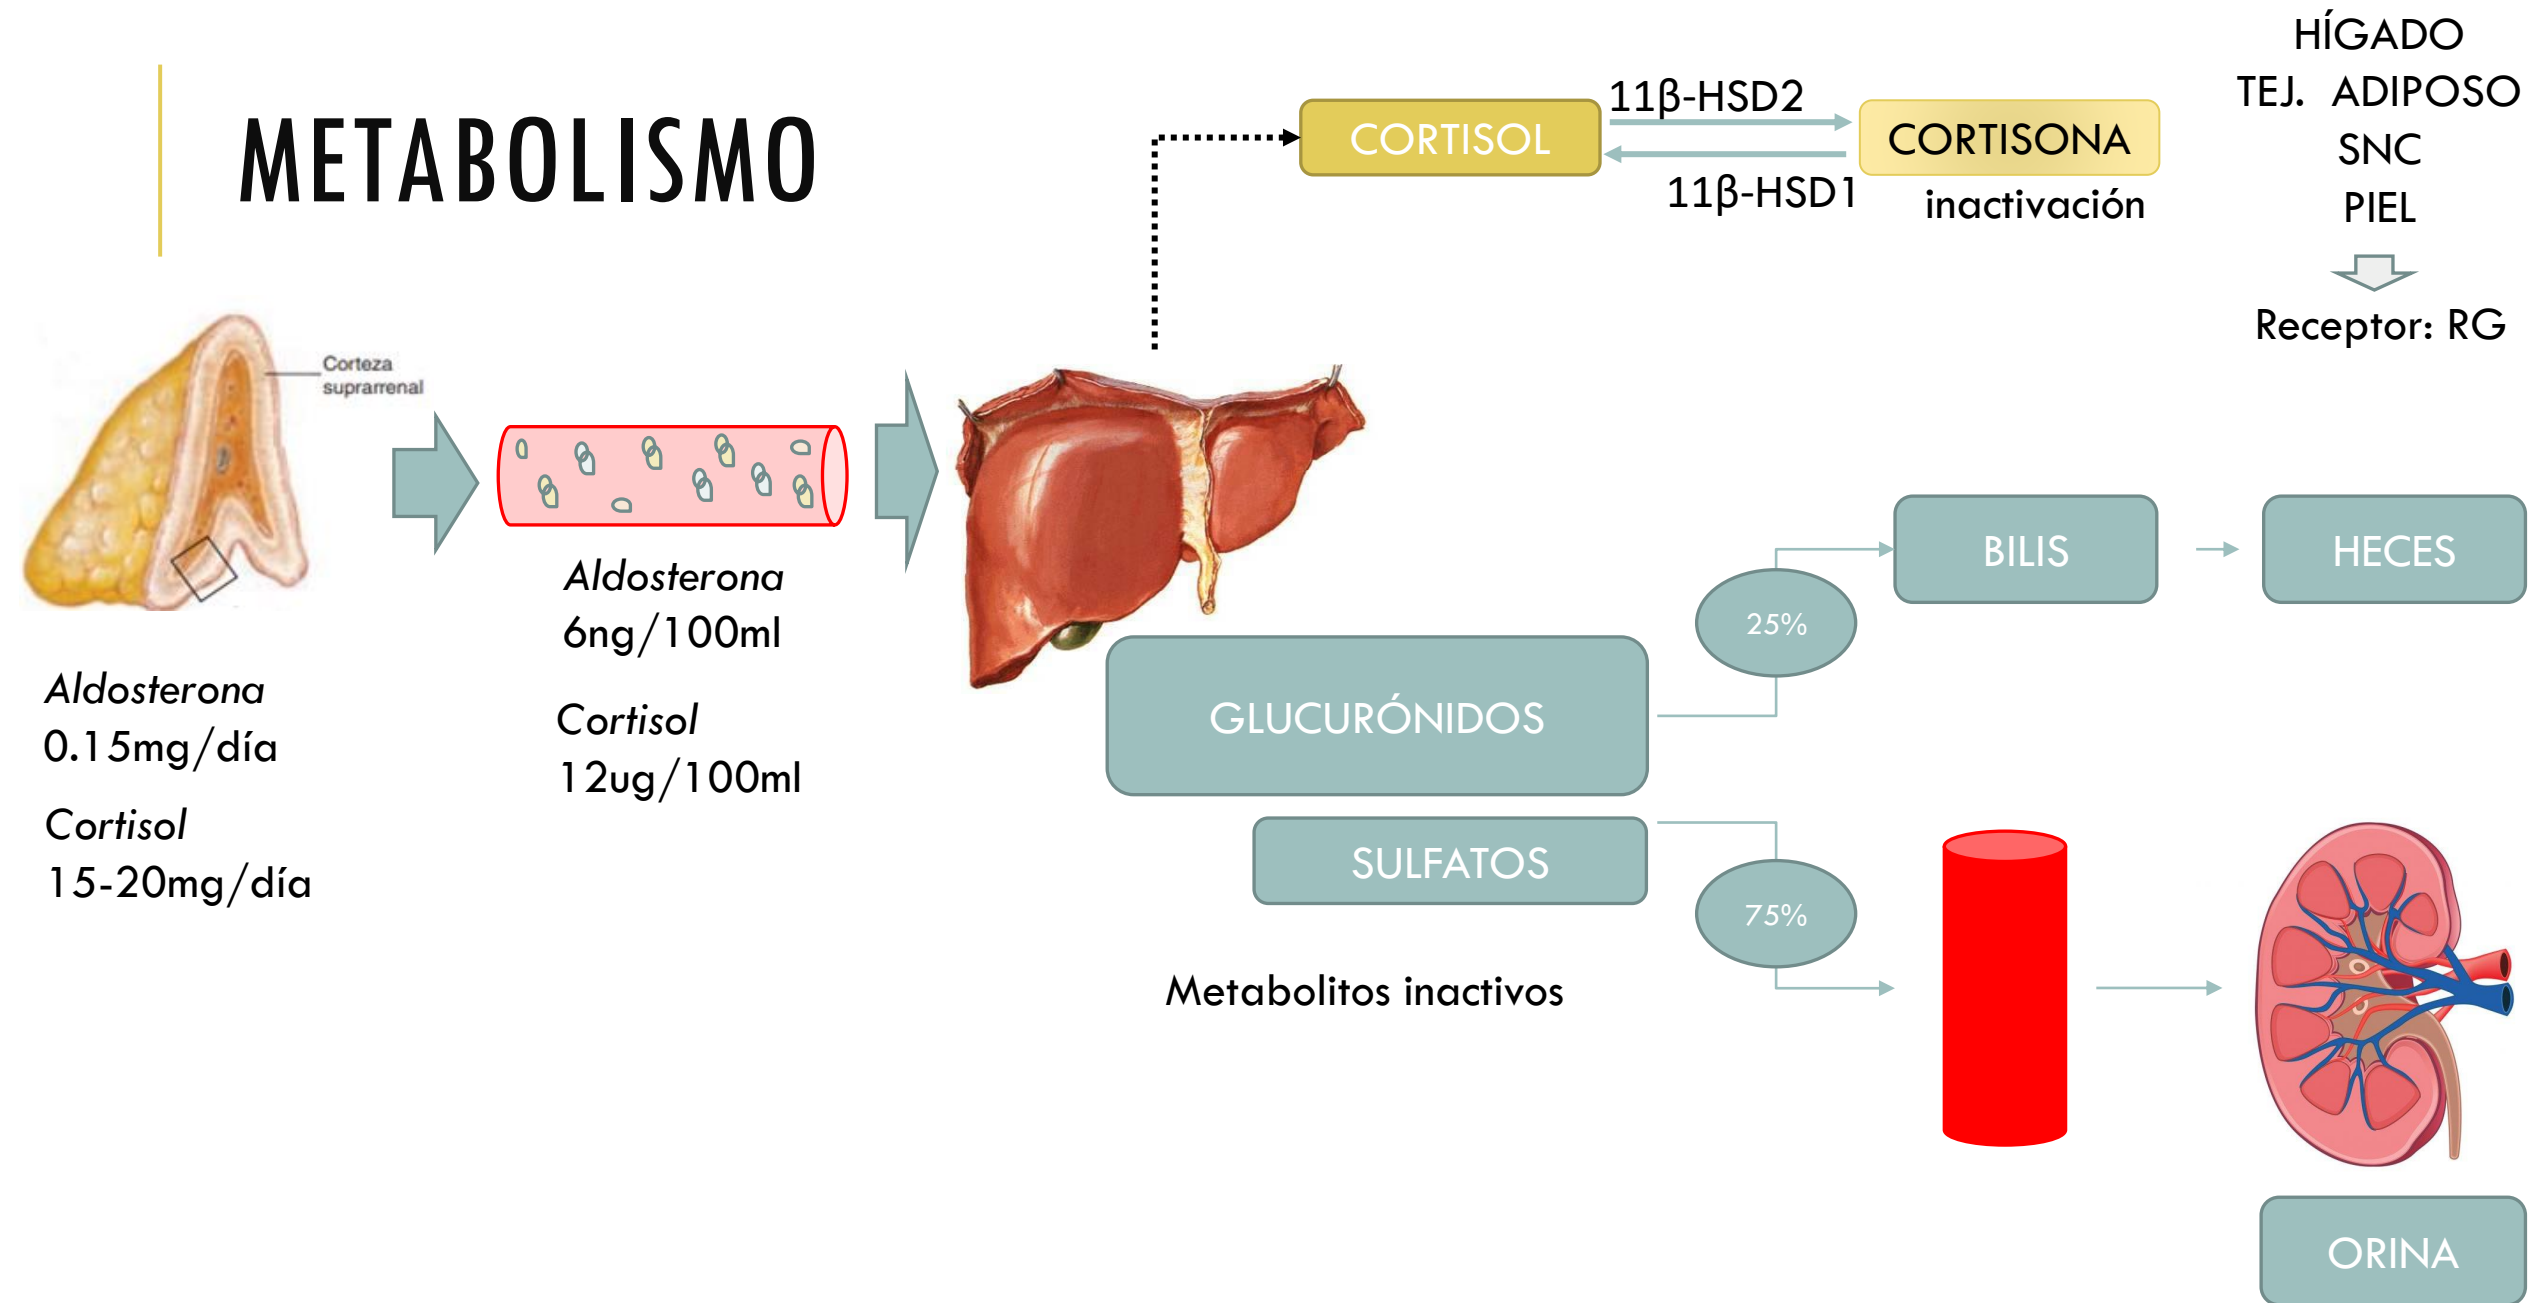 METABOLISMO
11β-HSD2
CORTISOL
CORTISONA
11β-HSD1
inactivación
HÍGADO
TEJ. ADIPOSO
SNC
PIEL
Receptor: RG
Corteza
suprarrenal
Aldosterona
0.15mg/día
Cortisol
15-20mg/día
Aldosterona
6ng/100ml
Cortisol
12ug/100ml
GLUCURÓNIDOS
SULFATOS
Metabolitos inactivos
25%
BILIS
HECES
75%
ORINA